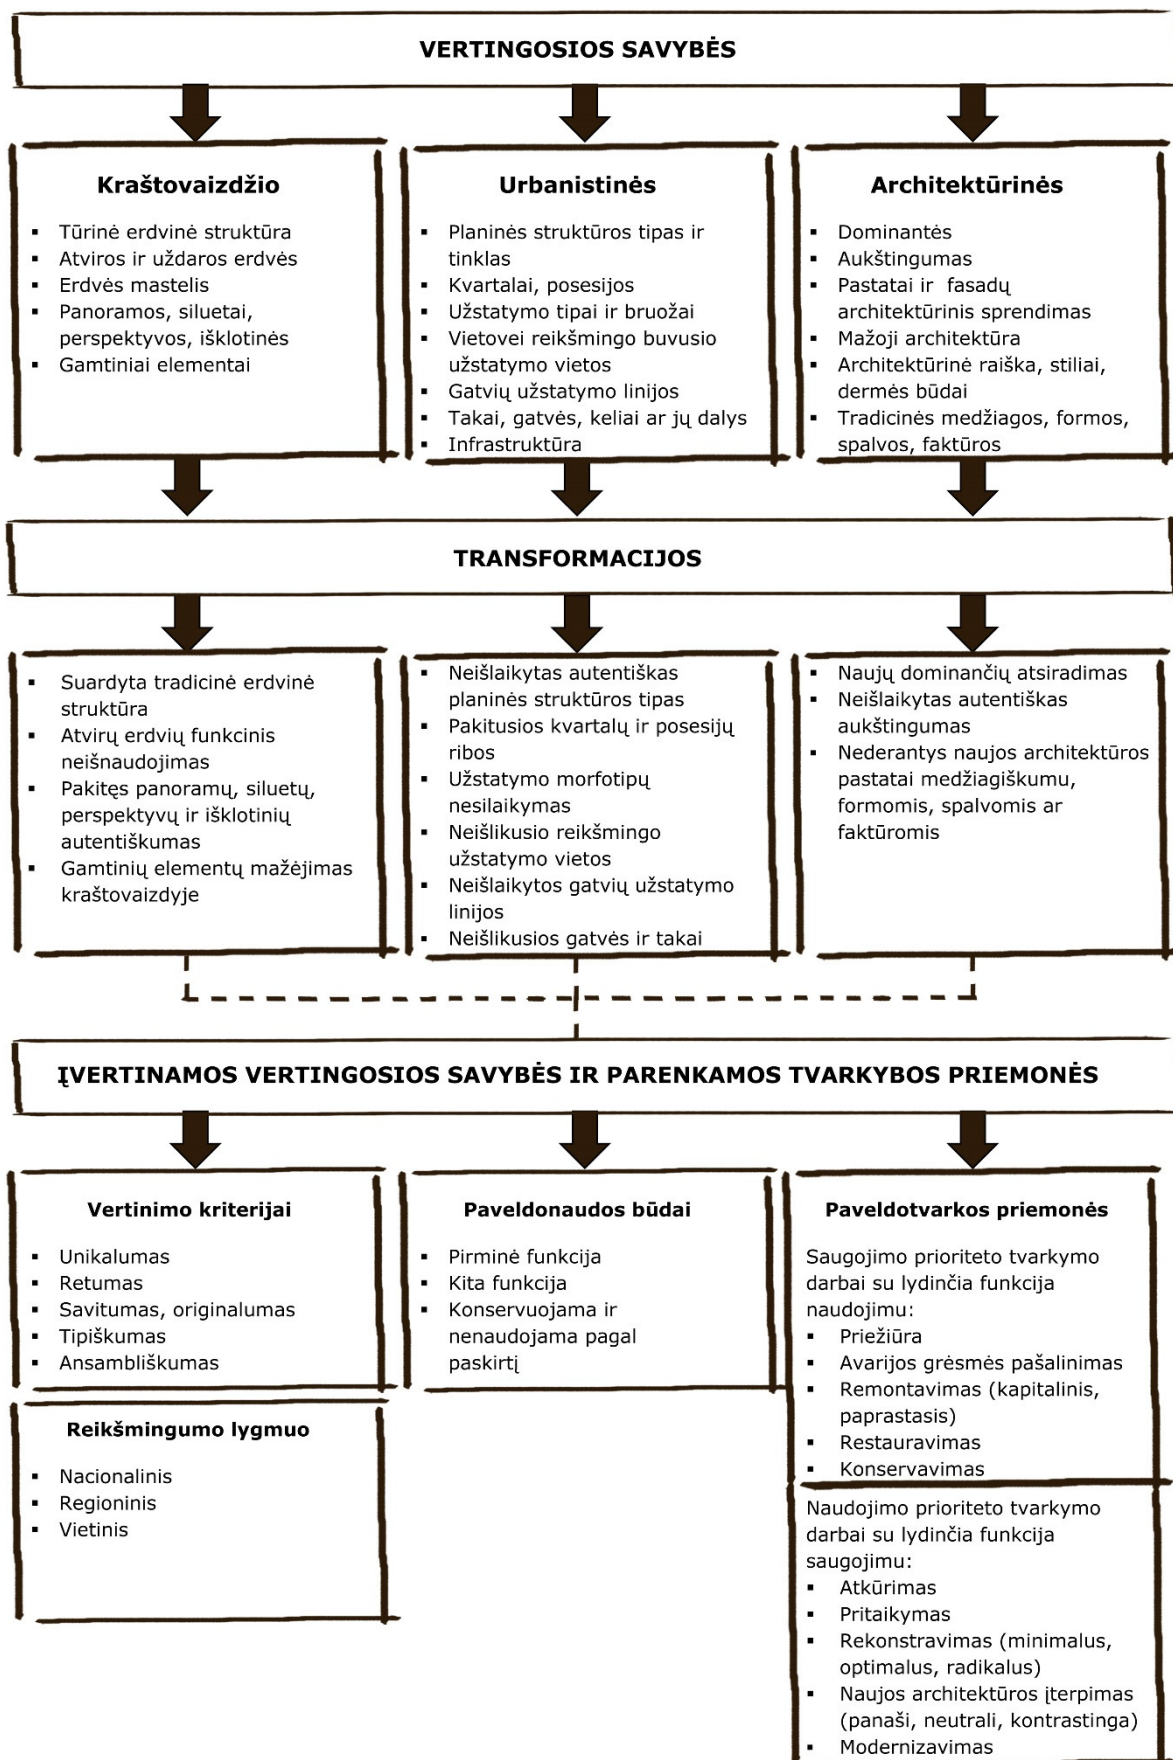 VERTINGOSIOS SAVYBĖS
Kraštovaizdžio
▪ Tūrinė erdvinė struktūra
▪ Atviros ir uždaros erdvės
▪ Erdvės mastelis
▪ Panoramos, siluetai,
perspektyvos, išklotinės
▪ Gamtiniai elementai
Urbanistinės
▪ Planinės struktūros tipas ir
tinklas
▪ Kvartalai, posesijos
▪ Užstatymo tipai ir bruožai
▪ Vietovei reikšmingo buvusio
užstatymo vietos
▪ Gatvių užstatymo linijos
▪ Takai, gatvės, keliai ar jų dalys
▪ Infrastruktūra
Architektūrinės
▪ Dominantės
▪ Aukštingumas
▪ Pastatai ir fasadų
architektūrinis sprendimas
▪ Mažoji architektūra
▪ Architektūrinė raiška, stiliai,
dermės būdai
▪ Tradicinės medžiagos, formos,
spalvos, faktūros
TRANSFORMACIJOS
▪ Suardyta tradicinė erdvinė
struktūra
▪ Atvirų erdvių funkcinis
neišnaudojimas
▪ Pakitęs panoramų, siluetų,
perspektyvų ir išklotinių
autentiškumas
▪ Gamtinių elementų mažėjimas
kraštovaizdyje
▪ Neišlaikytas autentiškas
planinės struktūros tipas
▪ Pakitusios kvartalų ir posesijų
ribos
▪ Užstatymo morfotipų
nesilaikymas
▪ Neišlikusio reikšmingo
užstatymo vietos
▪ Neišlaikytos gatvių užstatymo
linijos
▪ Neišlikusios gatvės ir takai
▪ Naujų dominančių atsiradimas
▪ Neišlaikytas autentiškas
aukštingumas
▪ Nederantys naujos architektūros
pastatai medžiagiškumu,
formomis, spalvomis ar
faktūromis
ĮVERTINAMOS VERTINGOSIOS SAVYBĖS IR PARENKAMOS TVARKYBOS PRIEMONĖS
Vertinimo kriterijai
▪ Unikalumas
▪ Retumas
▪ Savitumas, originalumas
▪ Tipiškumas
▪ Ansambliškumas
Reikšmingumo lygmuo
▪ Nacionalinis
▪ Regioninis
▪ Vietinis
Paveldonaudos būdai
▪ Pirminė funkcija
▪ Kita funkcija
▪ Konservuojama ir
nenaudojama pagal
paskirtį
Paveldotvarkos priemonės
Saugojimo prioriteto tvarkymo
darbai su lydinčia funkcija
naudojimu:
▪ Priežiūra
▪ Avarijos grėsmės pašalinimas
▪ Remontavimas (kapitalinis,
paprastasis)
▪ Restauravimas
▪ Konservavimas
Naudojimo prioriteto tvarkymo
darbai su lydinčia funkcija
saugojimu:
▪ Atkūrimas
▪ Pritaikymas
▪ Rekonstravimas (minimalus,
optimalus, radikalus)
▪ Naujos architektūros įterpimas
(panaši, neutrali, kontrastinga)
▪ Modernizavimas